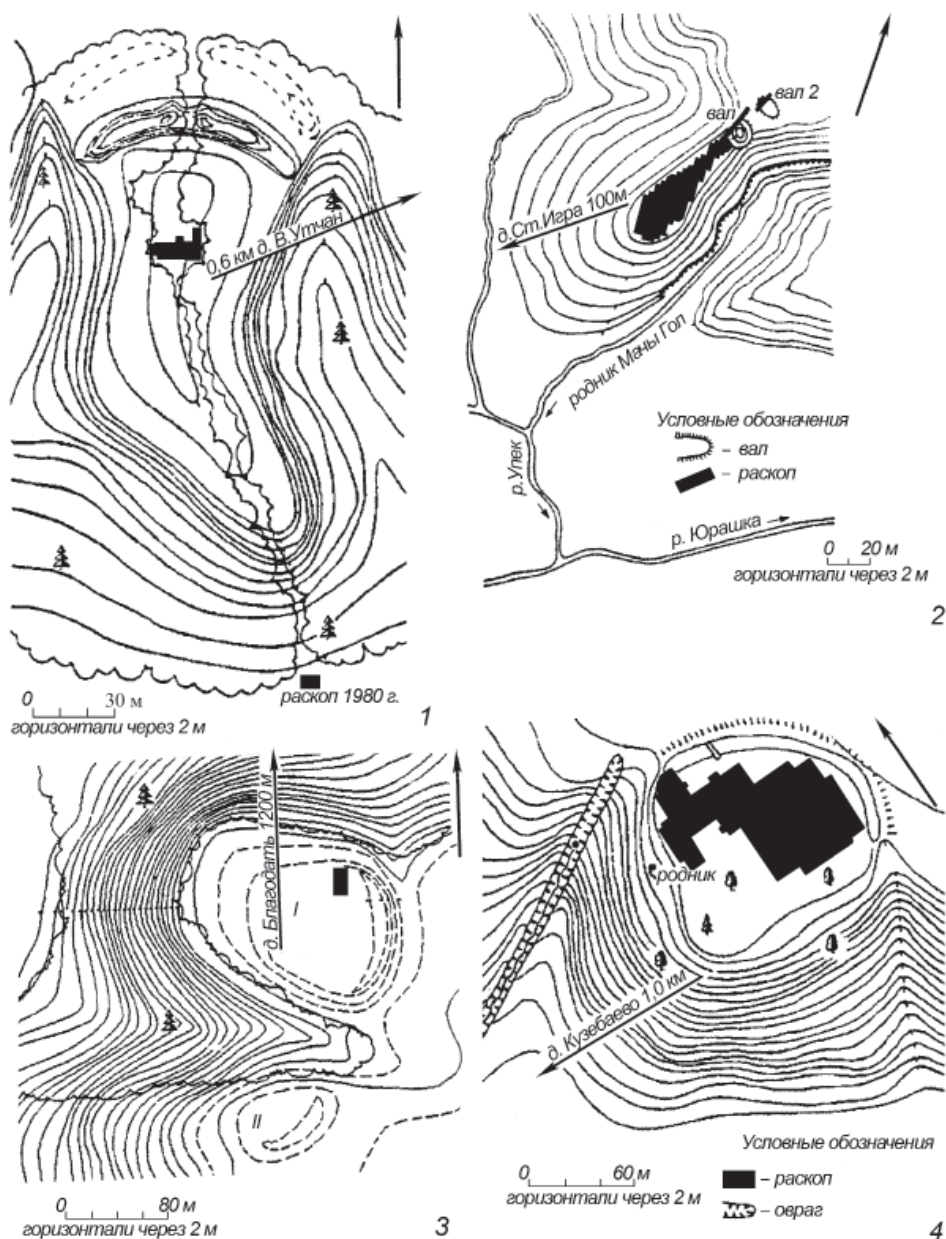 0,6 км д. В.Утчан
0 30 м
горизонтали через 2 м
раскоп 1980 г.
1
вал
вал 2
д.Ст.Игра 100м
родник Мачы Гол
р.Упек
р. Юрашка
Условные обозначения
– вал
– раскоп
0 20 м
горизонтали через 2 м
2
д. Благодать 1200 м
I
II
0 80 м
горизонтали через 2 м
3
родник
д. Кузебаево 1,0 км
Условные обозначения
0 60 м
горизонтали через 2 м
– раскоп
– овраг
4